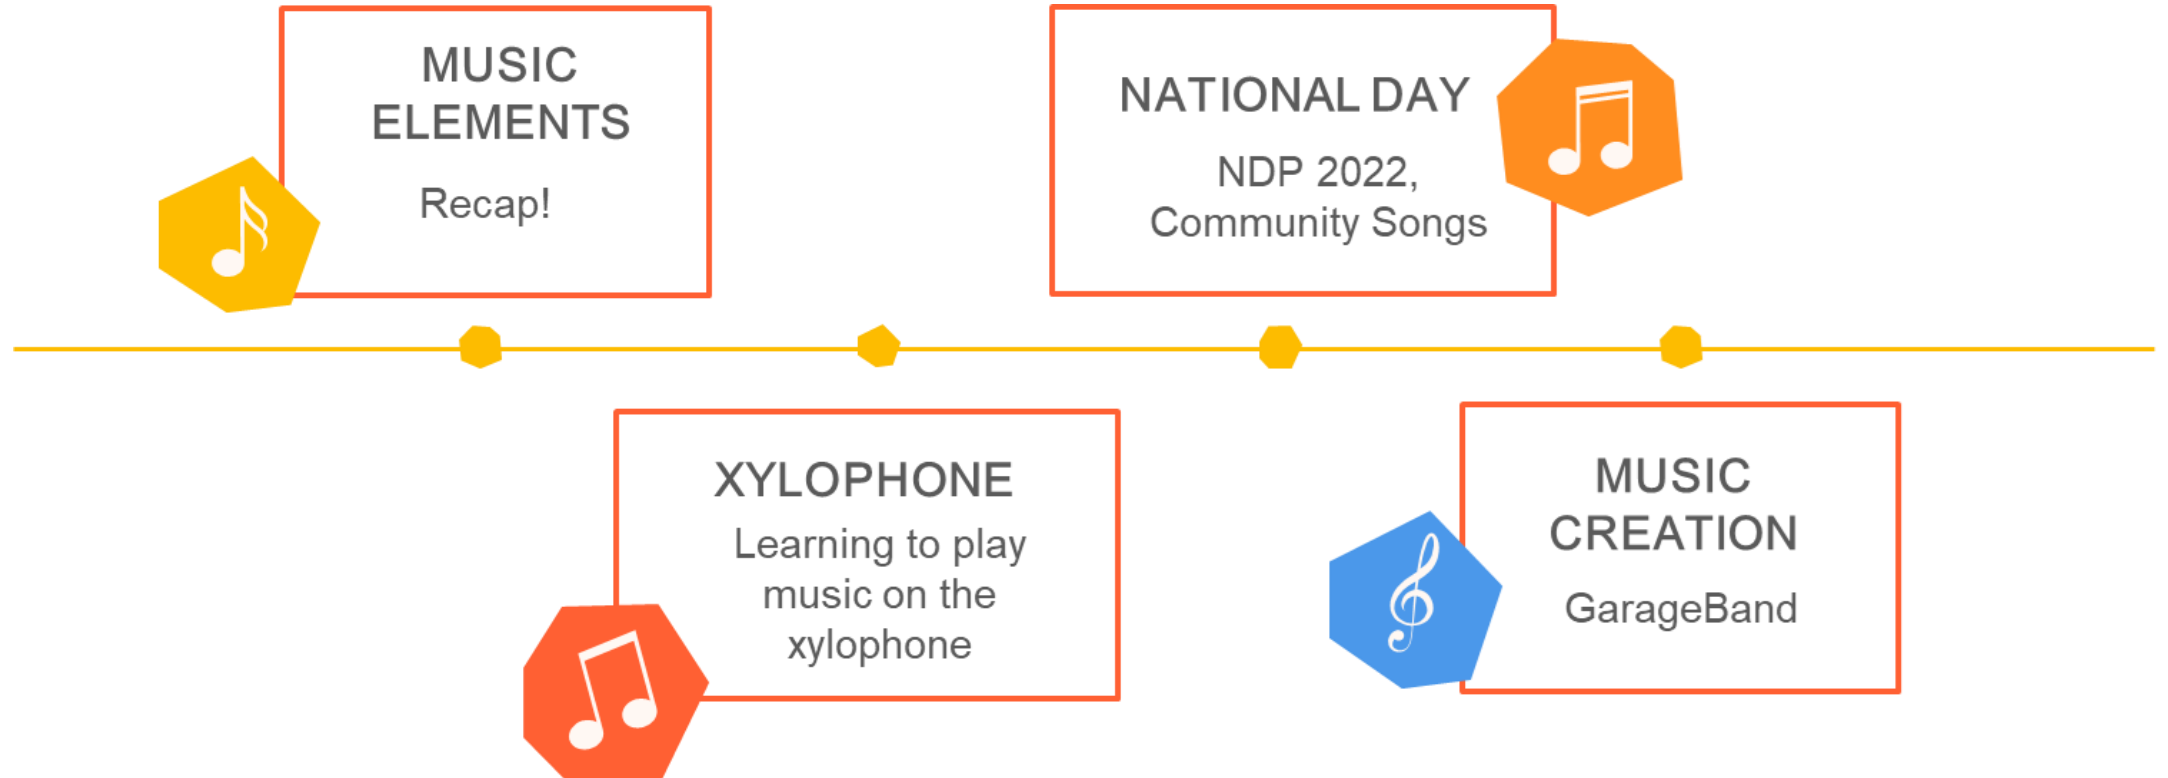 MUSIC
ELEMENTS
Recap!
XYLOPHONE
Learning to play
music on the
xylophone
NATIONAL DAY
NDP 2022,
Community Songs
MUSIC
CREATION
GarageBand